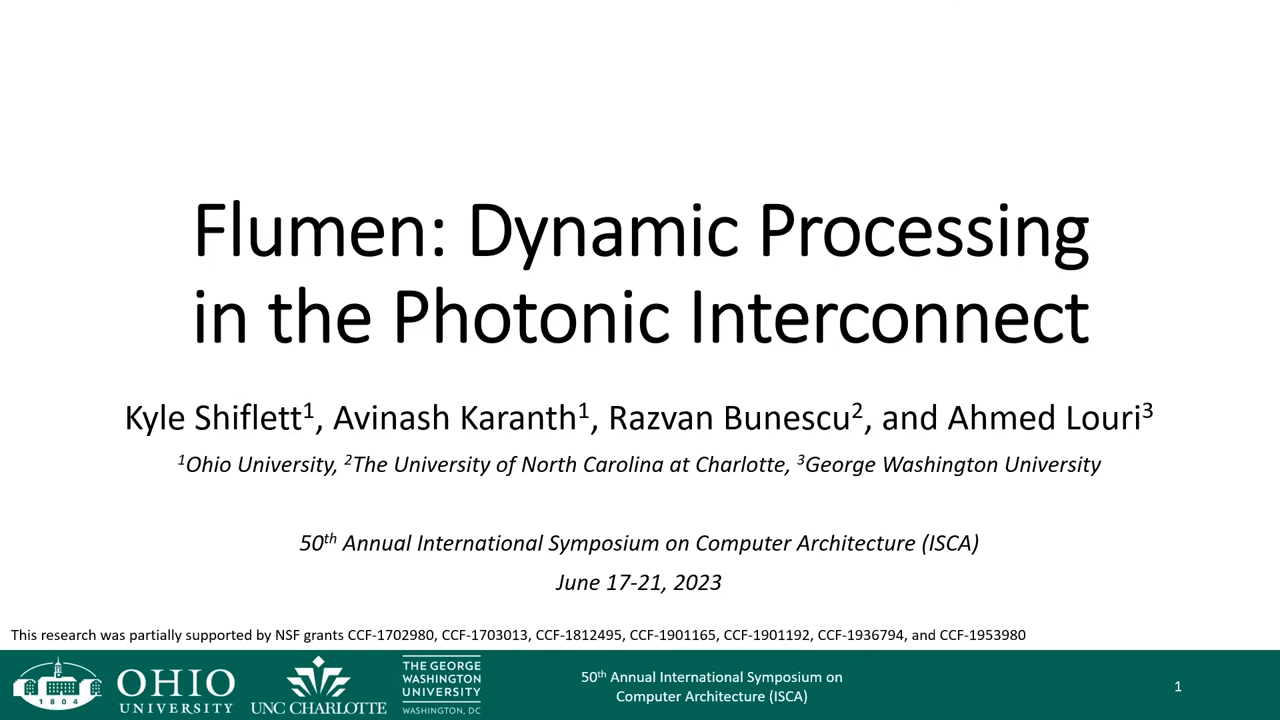 Flumen: Dynamic Processing
in the Photonic Interconnect
Kyle Shiflett¹, Avinash Karanth¹, Razvan Bunescu², and Ahmed Louri³
¹Ohio University, ²The University of North Carolina at Charlotte, ³George Washington University
50th Annual International Symposium on Computer Architecture (ISCA)
June 17-21, 2023
This research was partially supported by NSF grants CCF-1702980, CCF-1703013, CCF-1812495, CCF-1901165, CCF-1901192, CCF-1936794, and CCF-1953980
1804
OHIO
UNIVERSITY
UNC CHARLOTTE
THE GEORGE
WASHINGTON
UNIVERSITY
WASHINGTON, DC
50th Annual International Symposium on
Computer Architecture (ISCA)
1